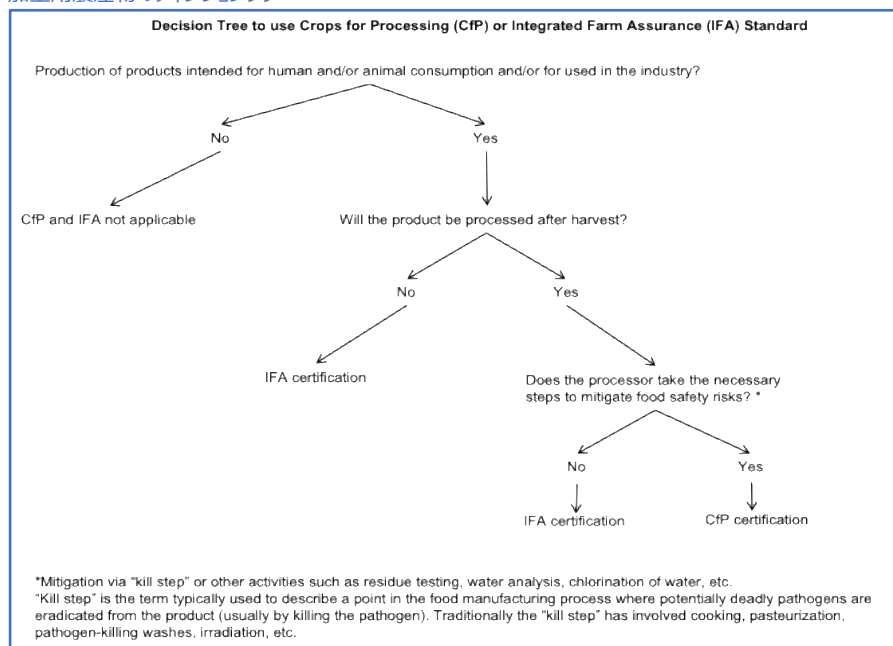 Decision Tree to use Crops for Processing (CfP) or Integrated Farm Assurance (IFA) Standard
Production of products intended for human and/or animal consumption and/or for used in the industry?
No
Yes
CfP and IFA not applicable
Will the product be processed after harvest?
No
Yes
IFA certification
Does the processor take the necessary
steps to mitigate food safety risks? *
No
Yes
IFA certification
CfP certification
*Mitigation via "kill step" or other activities such as residue testing, water analysis, chlorination of water, etc.
"Kill step" is the term typically used to describe a point in the food manufacturing process where potentially deadly pathogens are
eradicated from the product (usually by killing the pathogen). Traditionally the "kill step" has involved cooking, pasteurization,
pathogen-killing washes, irradiation, etc.